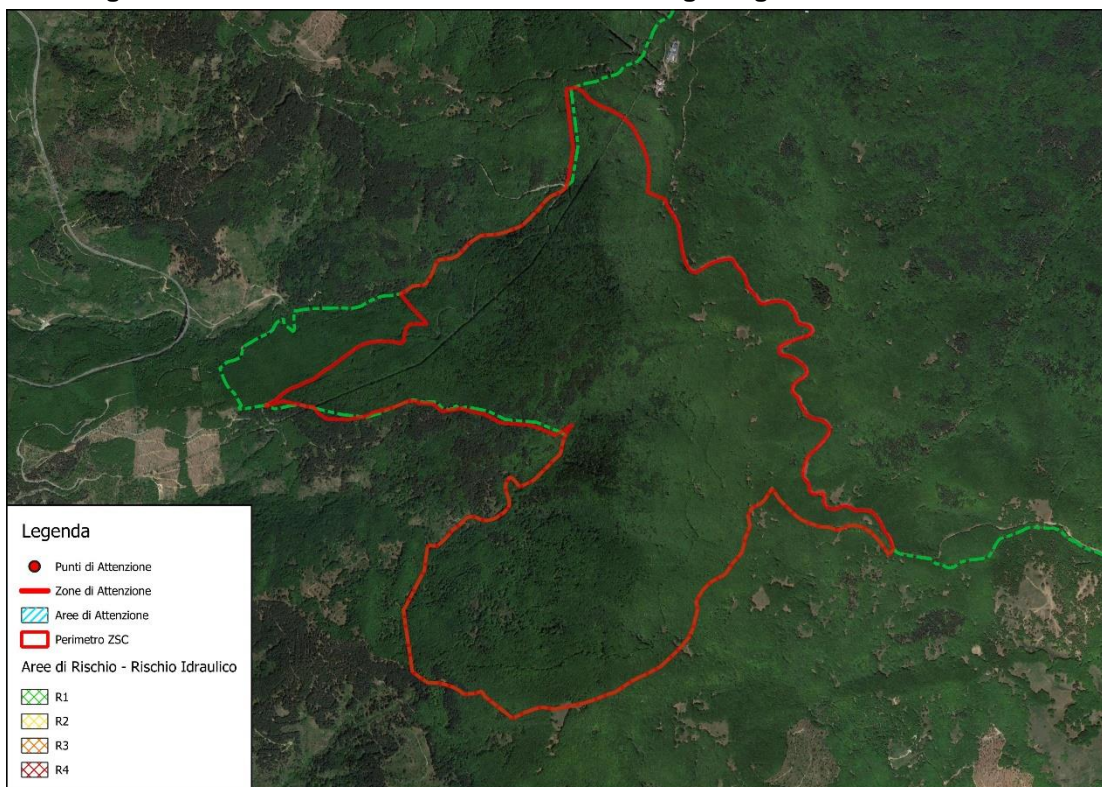 Legenda
Punti di Attenzione
Zone di Attenzione
Aree di Attenzione
Perimetro ZSC
Aree di Rischio - Rischio Idraulico
R1
R2
R3
R4